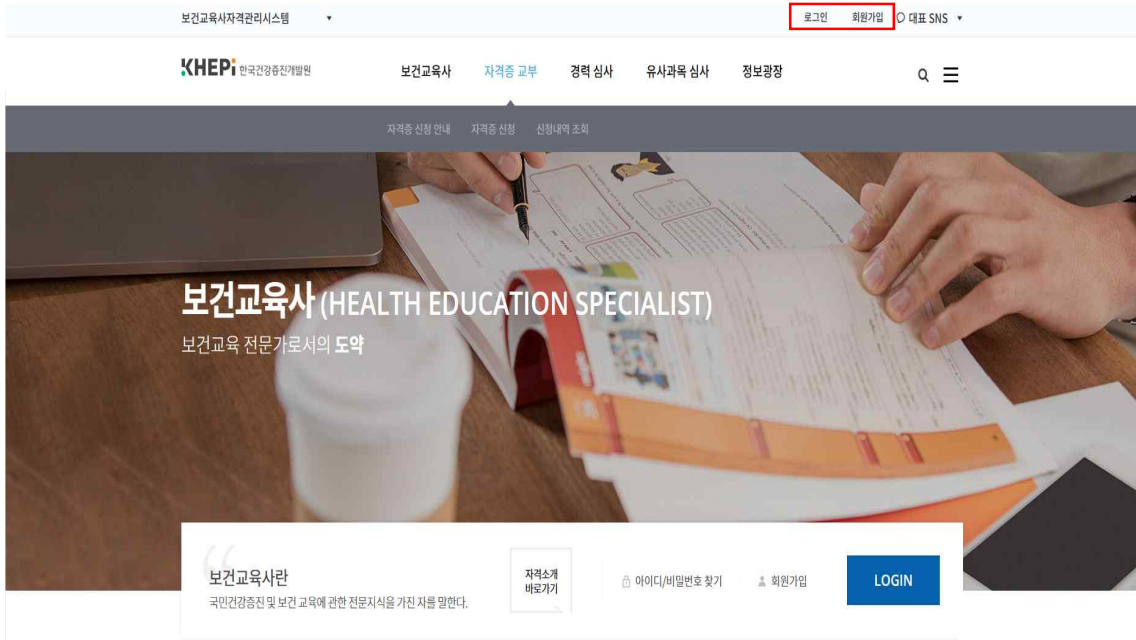 보건교육사자격관리시스템 ▼ 로그인 회원가입 대표 SNS ▼
KHEPi 한국건강증진개발원 보건교육사 자격증 교부 경력 심사 유사과목 심사 정보광장
자격증 신청 안내 자격증 신청 신청내역 조회
보건교육사 (HEALTH EDUCATION SPECIALIST)
보건교육 전문가로서의 도약
보건교육사란
국민건강증진 및 보건 교육에 관한 전문지식을 가진 자를 말한다.
자격소개
바로가기
아이디/비밀번호 찾기 회원가입 LOGIN